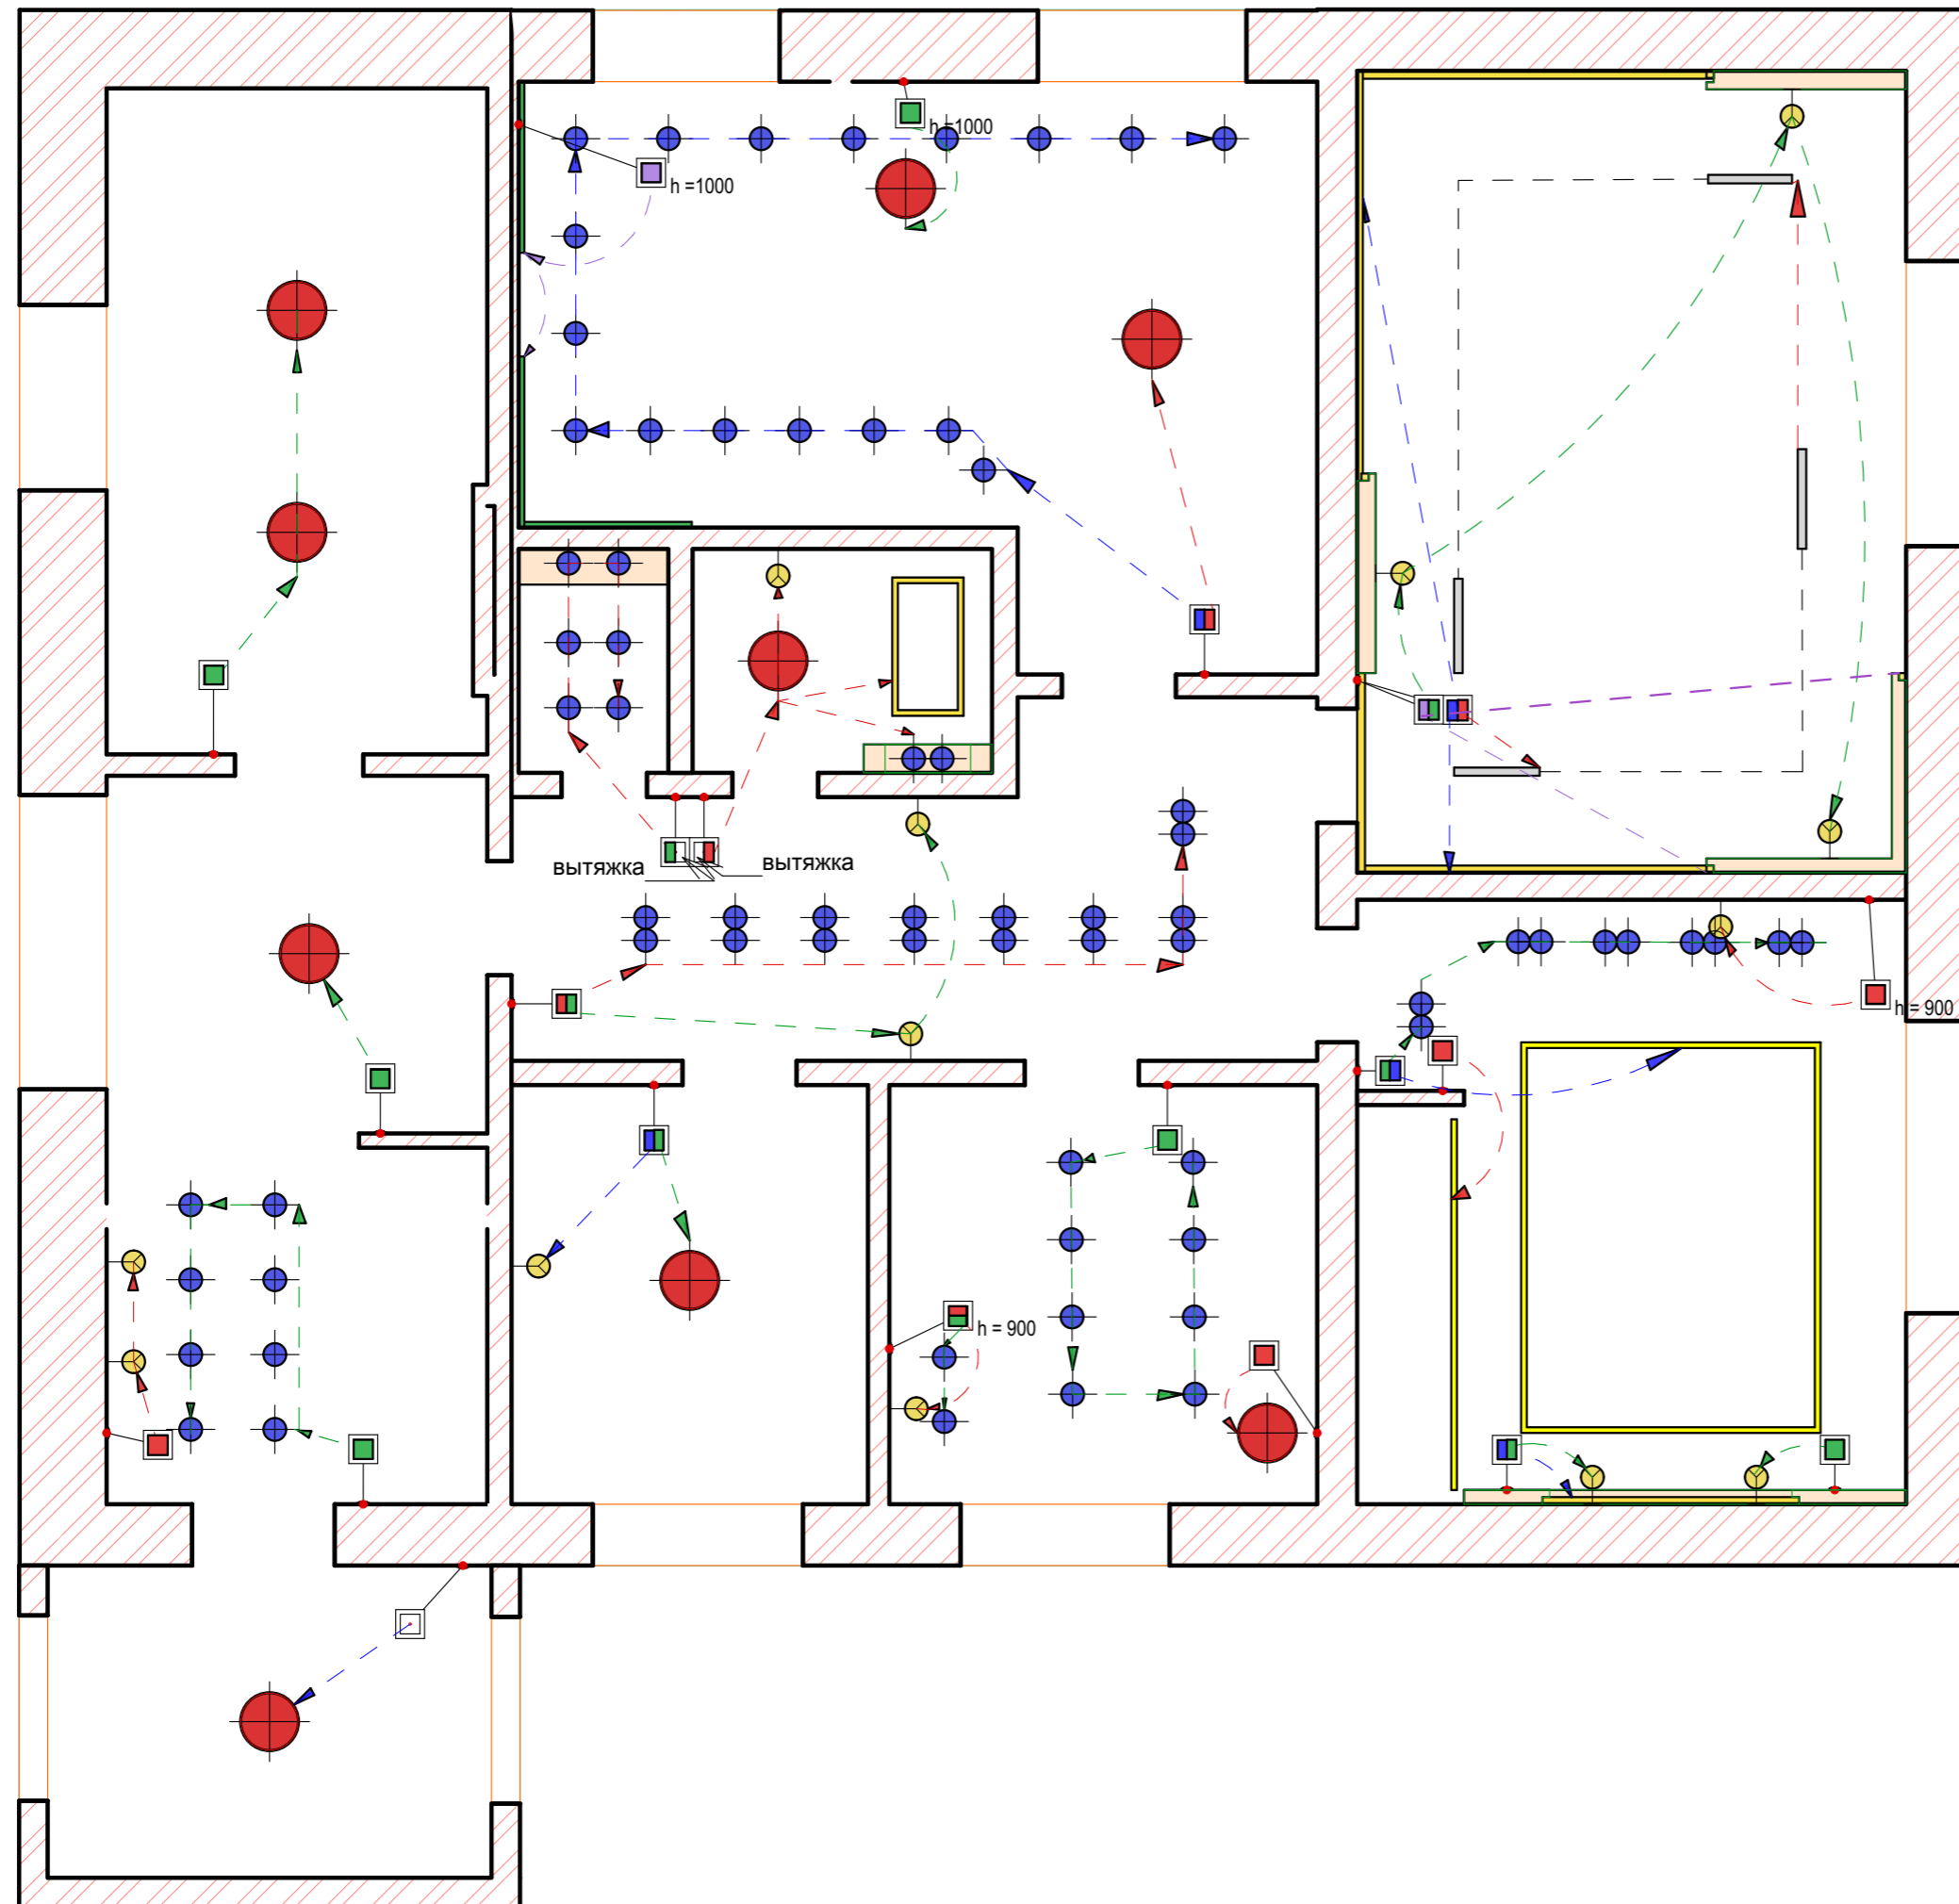 h =1000
h =1000
вытяжка
вытяжка
h = 900
h = 900